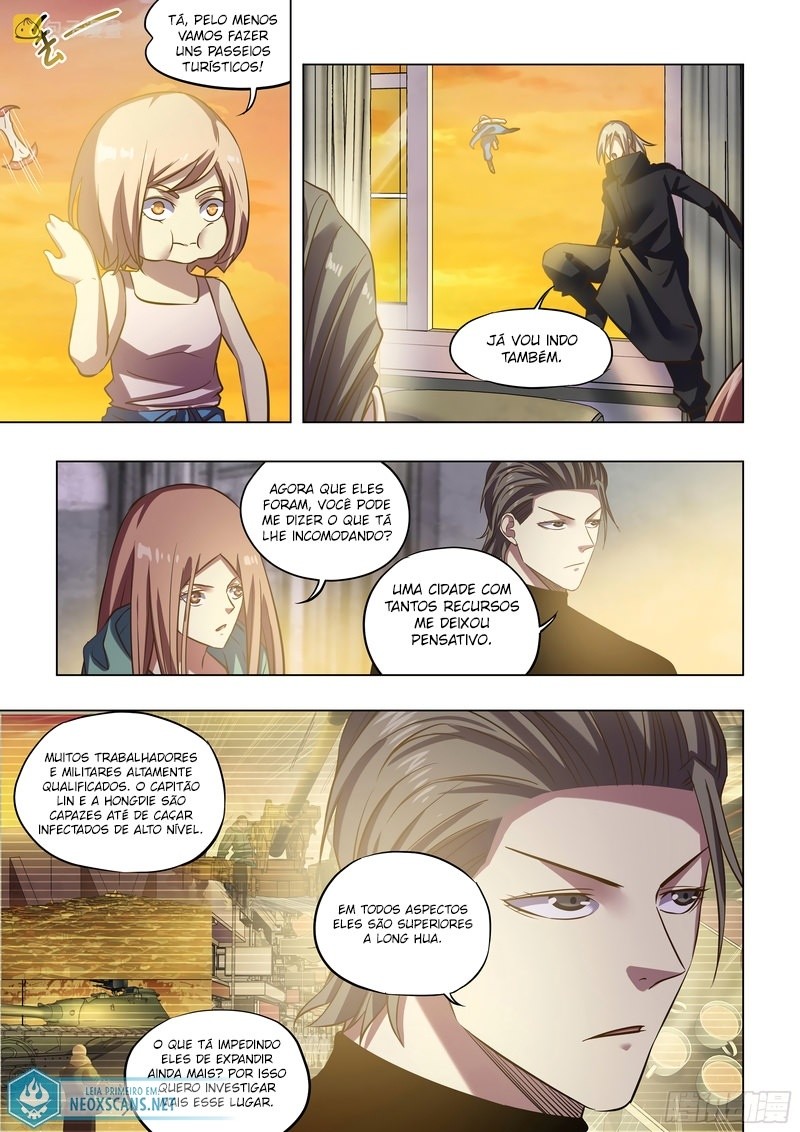 TÁ, PELO MENOS
VAMOS FAZER
UNS PASSEIOS
TURÍSTICOS!
JÁ VOU INDO
TAMBÉM.
AGORA QUE ELES
FORAM, VOCÊ PODE
ME DIZER O QUE TÁ
LHE INCOMODANDO?
UMA CIDADE COM
TANTOS RECURSOS
ME DEIXOU
PENSATIVO.
MUITOS TRABALHADORES
E MILITARES ALTAMENTE
QUALIFICADOS. O CAPITÃO
LIN E A HONGDIE SÃO
CAPAZES ATÉ DE CAÇAR
INFECTADOS DE ALTO NÍVEL.
EM TODOS ASPECTOS
ELES SÃO SUPERIORES
A LONG HUA.
O QUE TÁ IMPEDINDO
ELES DE EXPANDIR
AINDA MAIS? POR ISSO
QUERO INVESTIGAR
MAIS ESSE LUGAR.
LEIA PRIMEIRO EM:
NEOXSCANS.NET